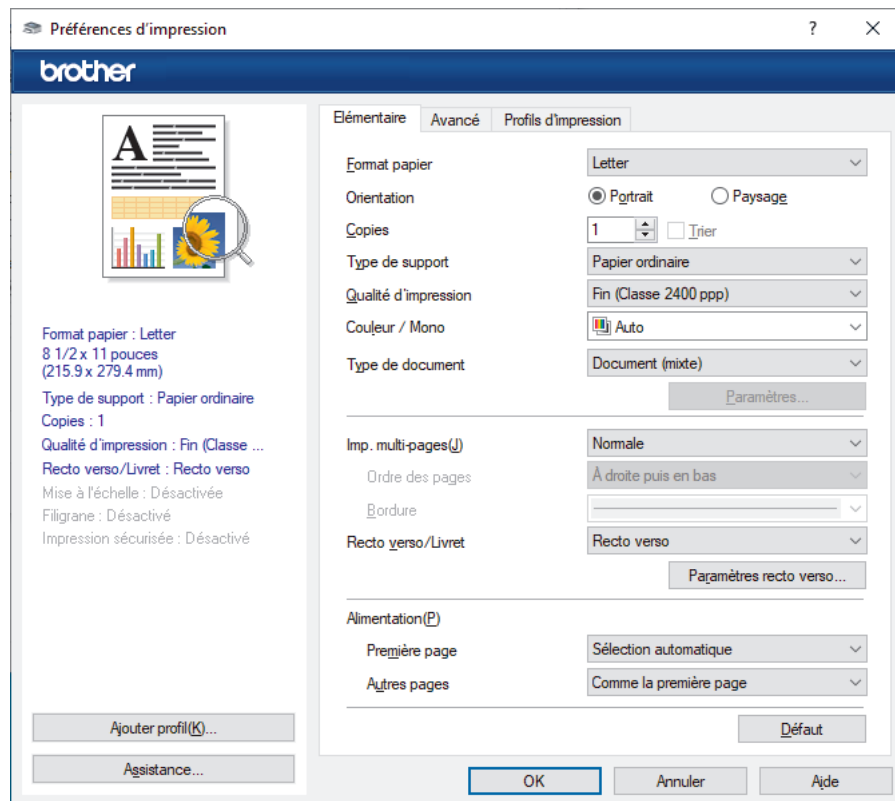 Préférences d'impression
?
brother
A
Format papier : Letter
8 1/2 x 11 pouces
(215.9 x 279.4 mm)
Type de support : Papier ordinaire
Copies : 1
Qualité d'impression : Fin (Classe ...
Recto verso/Livret : Recto verso
Mise à l'échelle : Désactivée
Filigrane : Désactivé
Impression sécurisée : Désactivé
Ajouter profil(K)...
Assistance...
Elémentaire Avancé Profils d'impression
Format papier Letter
Orientation Portrait Paysage
Copies 1 Trier
Type de support Papier ordinaire
Qualité d'impression Fin (Classe 2400 ppp)
Couleur / Mono Auto
Type de document Document (mixte)
Paramètres...
Imp. multi-pages(J) Normale
Ordre des pages À droite puis en bas
Bordure
Recto verso/Livret Recto verso
Paramètres recto verso...
Alimentation(P)
Première page Sélection automatique
Autres pages Comme la première page
Défaut
OK Annuler Aide